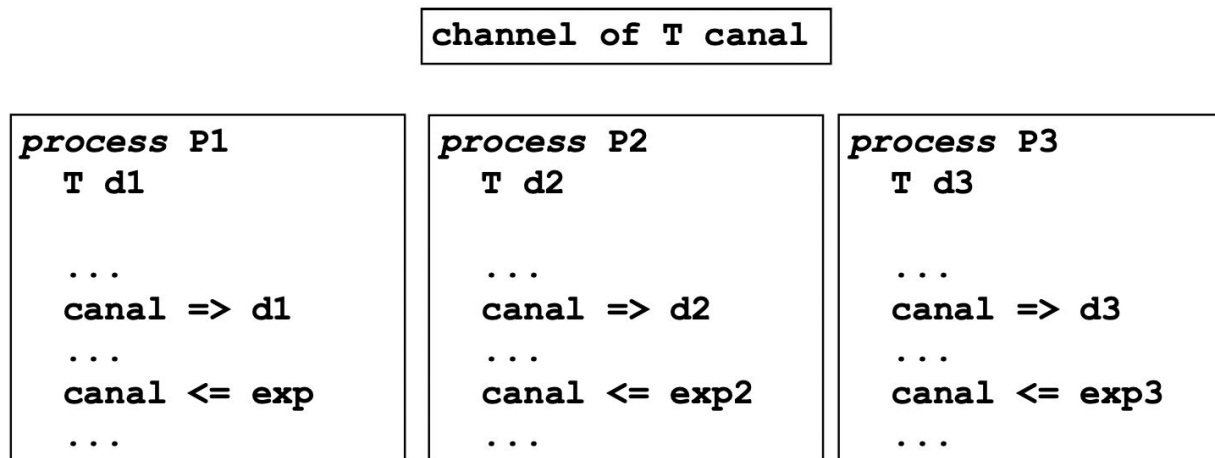 channel of T canal
process P1
T d1
...
canal => d1
...
canal <= exp
...
process P2
T d2
...
canal => d2
...
canal <= exp2
...
process P3
T d3
...
canal => d3
...
canal <= exp3
...